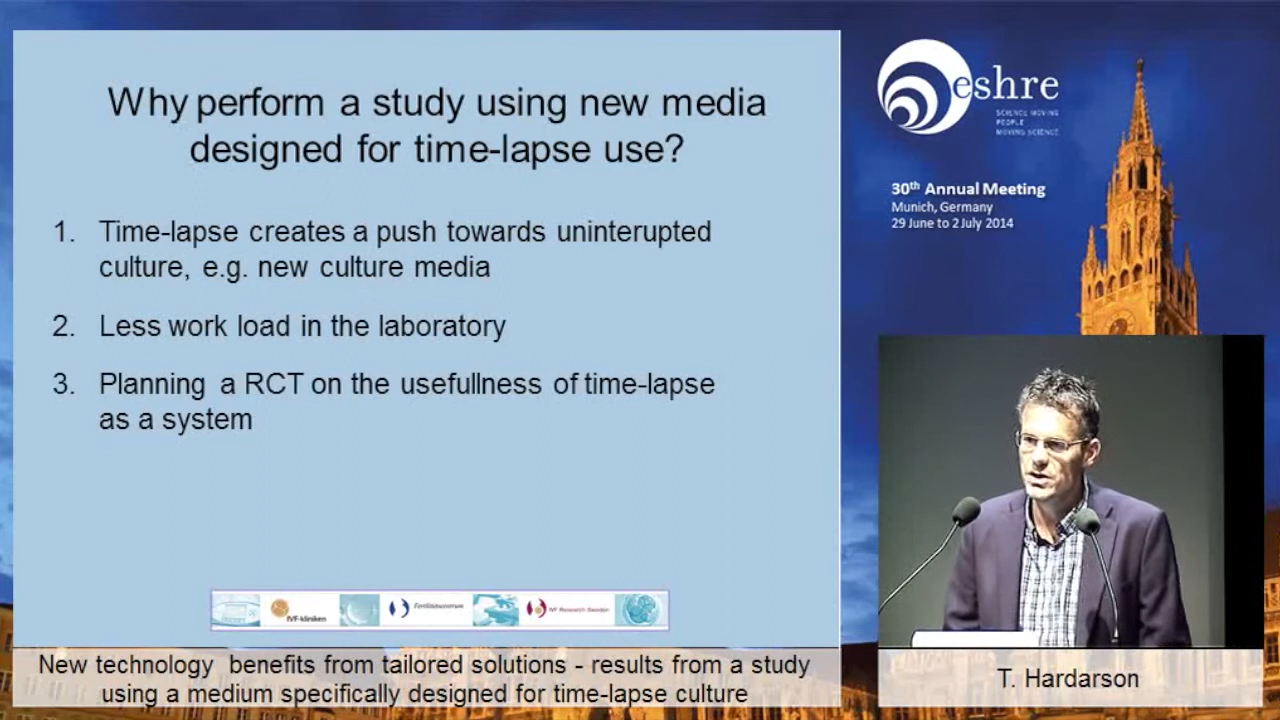 Why perform a study using new media
designed for time-lapse use?
1. Time-lapse creates a push towards uninterupted
culture, e.g. new culture media
2. Less work load in the laboratory
3. Planning a RCT on the usefullness of time-lapse
as a system
IVF-kliniken
Fertilitetscentrum
IVF Research Sweden
New technology benefits from tailored solutions - results from a study
using a medium specifically designed for time-lapse culture
eshre
SCIENCE MOVING
PEOPLE
MOVING SCIENCE
30th Annual Meeting
Munich, Germany
29 June to 2 July 2014
T. Hardarson